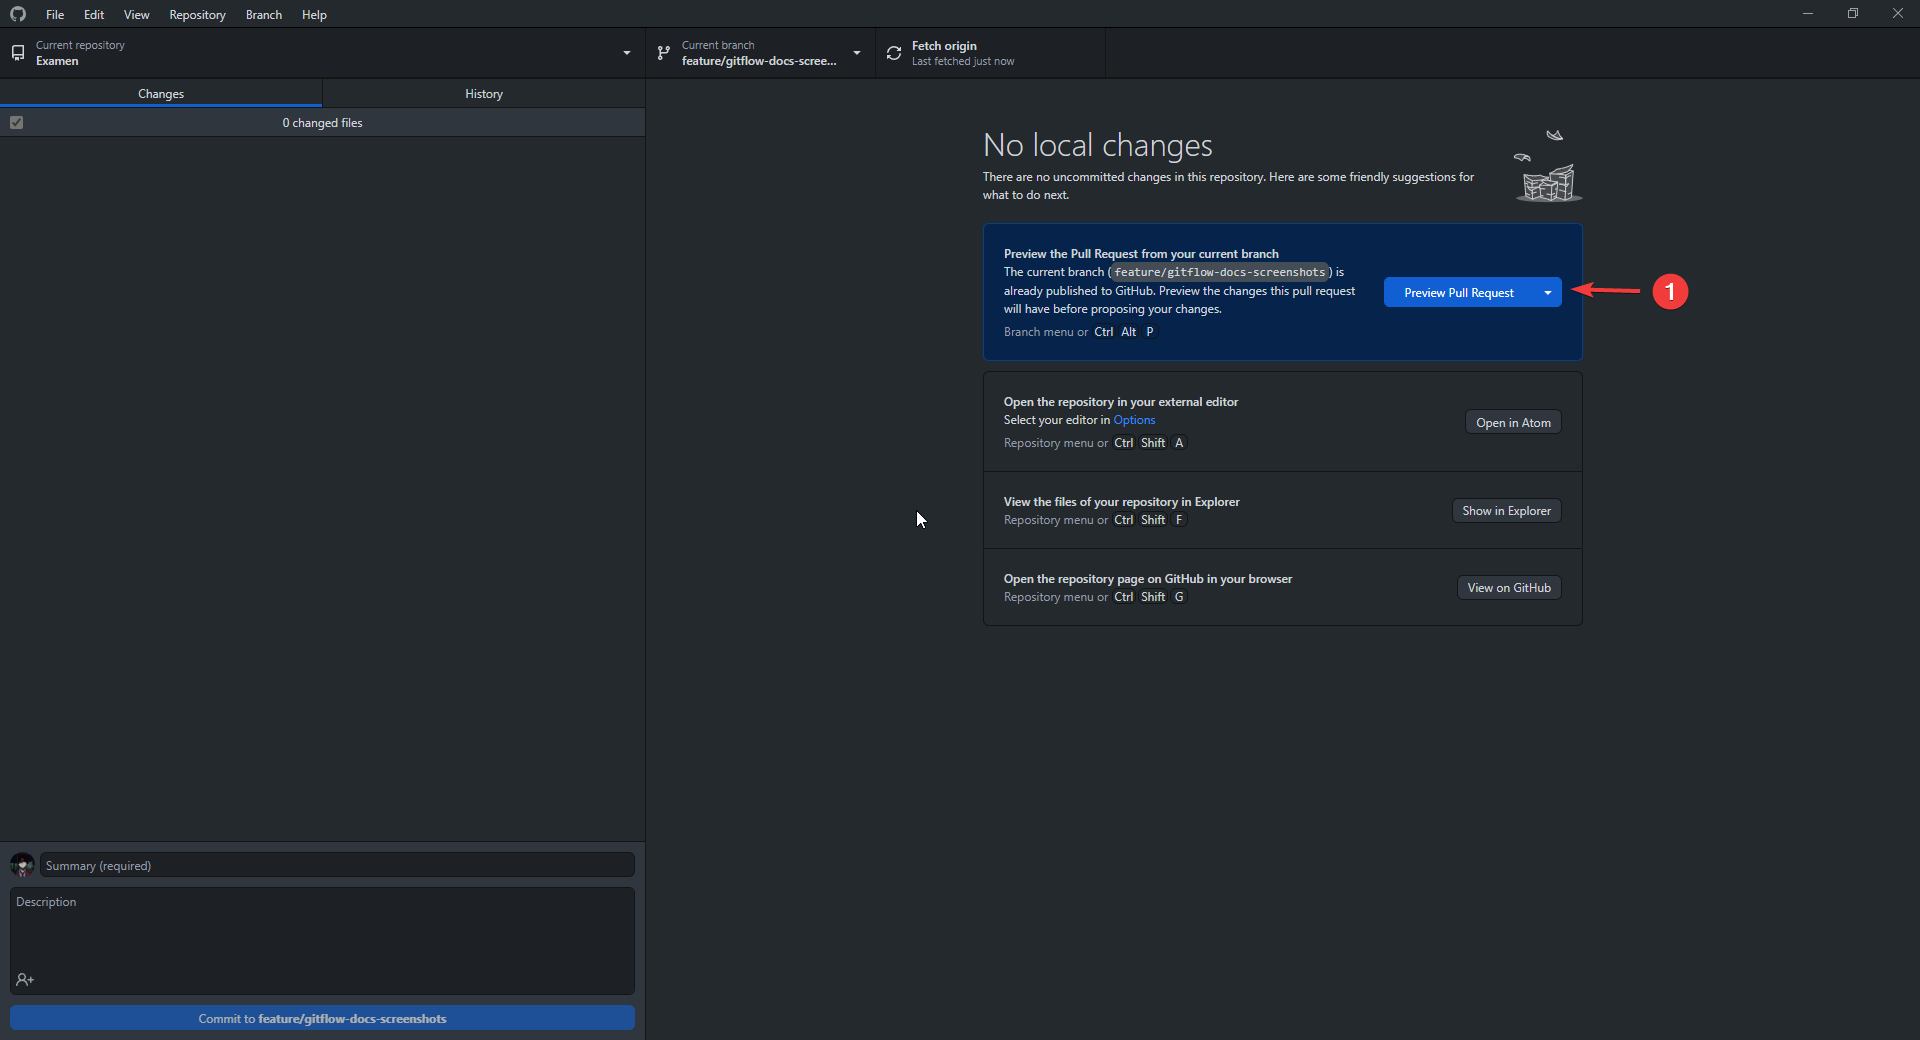 File Edit View Repository Branch Help
Current repository
Examen
Current branch
feature/gitflow-docs-scree...
Fetch origin
Last fetched just now
Changes
History
0 changed files
No local changes
There are no uncommitted changes in this repository. Here are some friendly suggestions for
what to do next.
Preview the Pull Request from your current branch
The current branch (feature/gitflow-docs-screenshots) is
already published to GitHub. Preview the changes this pull request
will have before proposing your changes.
Branch menu or Ctrl Alt P
Preview Pull Request
1
Open the repository in your external editor
Select your editor in Options
Repository menu or Ctrl Shift A
Open in Atom
View the files of your repository in Explorer
Repository menu or Ctrl Shift F
Show in Explorer
Open the repository page on GitHub in your browser
Repository menu or Ctrl Shift G
View on GitHub
Summary (required)
Description
Commit to feature/gitflow-docs-screenshots